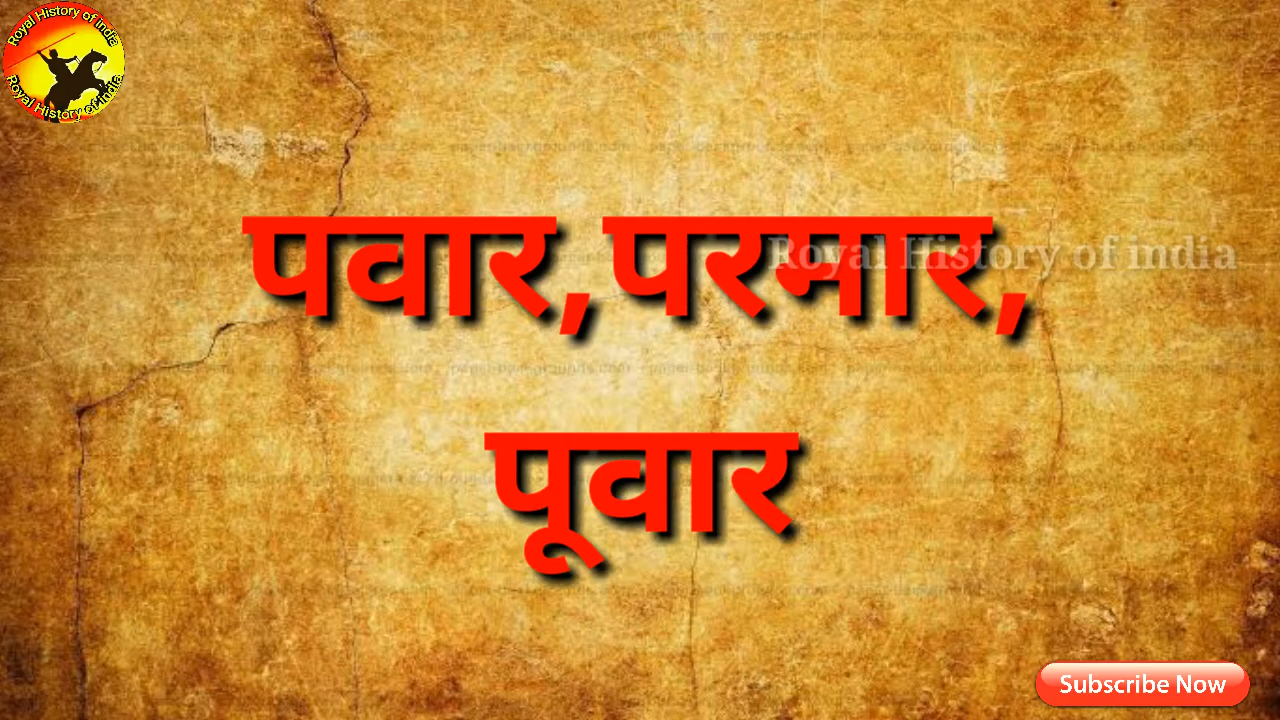 Royal History of india
Royal History of india
पवार,परमार,
Royal History of india
पूवार
Subscribe Now